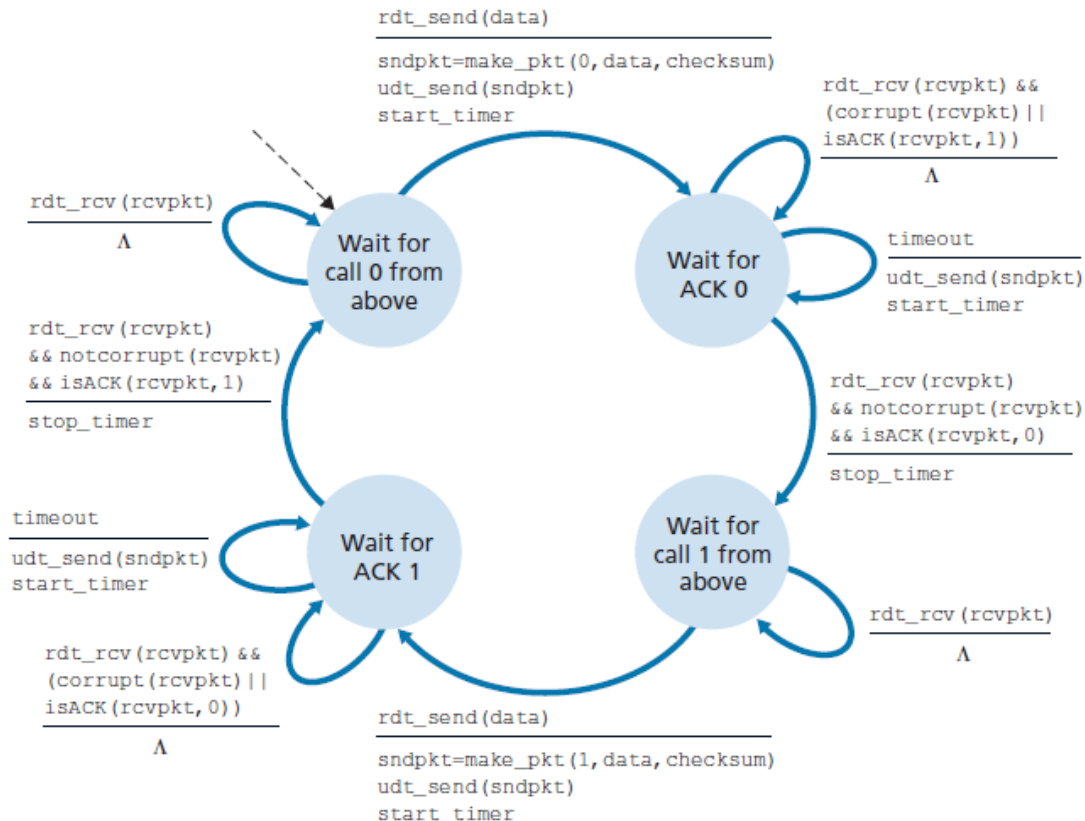 rdt_send(data)
sndpkt=make_pkt(0,data,checksum)
udt_send(sndpkt)
start_timer
rdt_rcv(rcvpkt) &&
(corrupt(rcvpkt)||
isACK(rcvpkt,1))
Λ
rdt_rcv(rcvpkt)
Λ
Wait for
call 0 from
above
Wait for
ACK 0
timeout
udt_send(sndpkt)
start_timer
rdt_rcv(rcvpkt)
&& notcorrupt(rcvpkt)
&& isACK(rcvpkt,1)
stop_timer
rdt_rcv(rcvpkt)
&& notcorrupt(rcvpkt)
&& isACK(rcvpkt,0)
stop_timer
timeout
udt_send(sndpkt)
start_timer
Wait for
ACK 1
Wait for
call 1 from
above
rdt_rcv(rcvpkt)
Λ
rdt_rcv(rcvpkt) &&
(corrupt(rcvpkt)||
isACK(rcvpkt,0))
Λ
rdt_send(data)
sndpkt=make_pkt(1,data,checksum)
udt_send(sndpkt)
start_timer